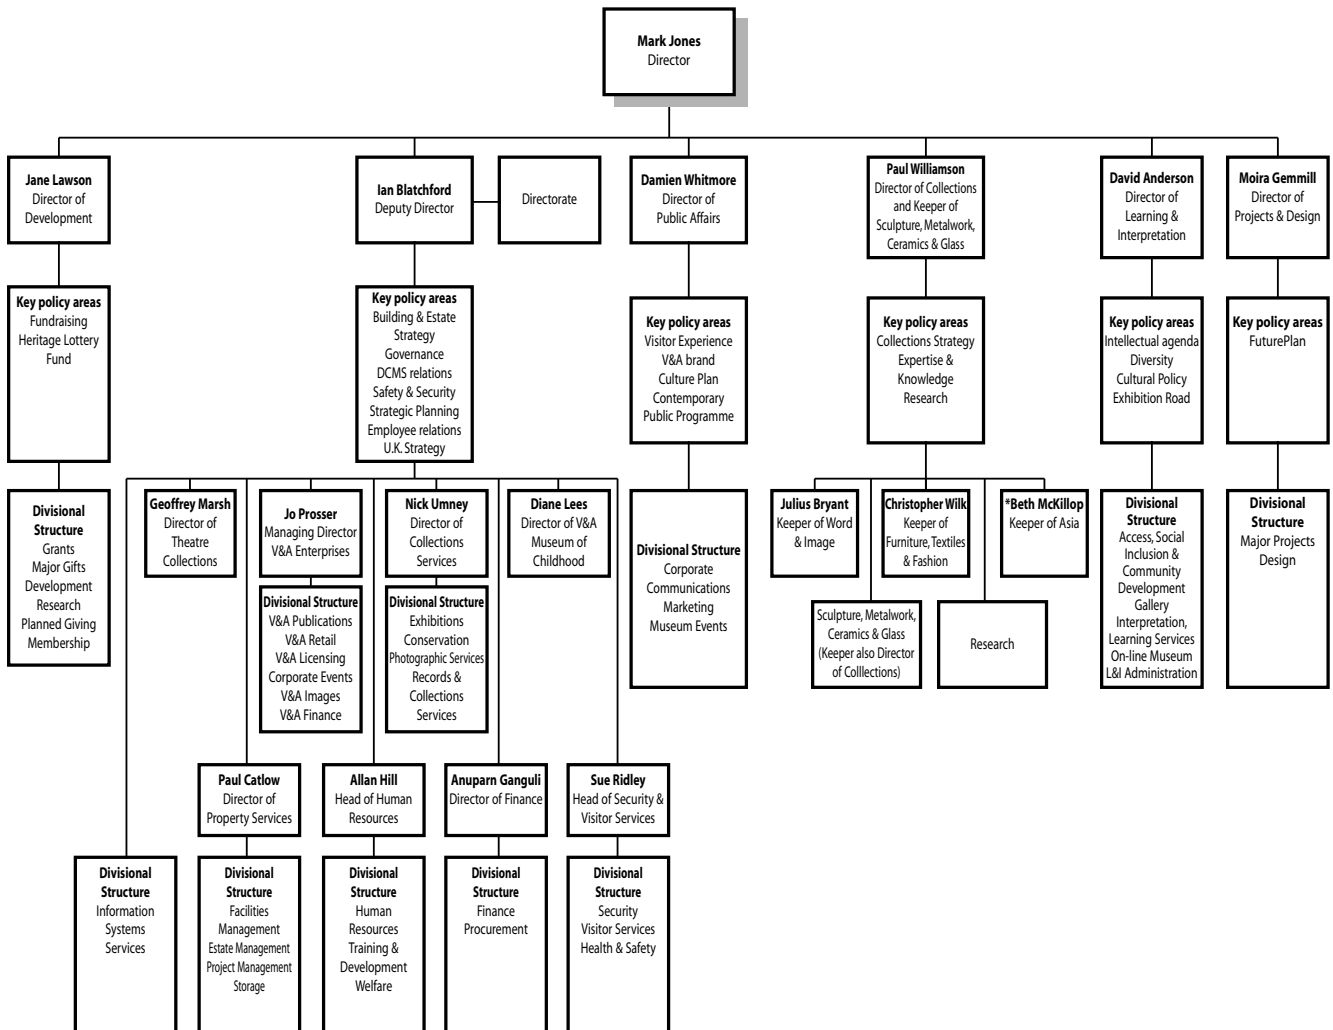 Mark Jones
Director
Jane Lawson
Director of
Development
Ian Blatchford
Deputy Director
Directorate
Damien Whitmore
Director of
Public Affairs
Paul Williamson
Director of Collections
and Keeper of
Sculpture, Metalwork,
Ceramics & Glass
David Anderson
Director of
Learning &
Interpretation
Moira Gemmill
Director of
Projects & Design
Key policy areas
Fundraising
Heritage Lottery
Fund
Key policy areas
Building & Estate
Strategy
Governance
DCMS relations
Safety & Security
Strategic Planning
Employee relations
U.K. Strategy
Key policy areas
Visitor Experience
V&A brand
Culture Plan
Contemporary
Public Programme
Key policy areas
Collections Strategy
Expertise &
Knowledge
Research
Key policy areas
Intellectual agenda
Diversity
Cultural Policy
Exhibition Road
Key policy areas
FuturePlan
Divisional
Structure
Grants
Major Gifts
Development
Research
Planned Giving
Membership
Geoffrey Marsh
Director of
Theatre
Collections
Jo Prosser
Managing Director
V&A Enterprises
Nick Umney
Director of
Collections
Services
Diane Lees
Director of V&A
Museum of
Childhood
Divisional Structure
Corporate
Communications
Marketing
Museum Events
Julius Bryant
Keeper of Word
& Image
Christopher Wilk
Keeper of
Furniture, Textiles
& Fashion
*Beth McKillop
Keeper of Asia
Divisional
Structure
Access, Social
Inclusion &
Community
Development
Gallery
Interpretation,
Learning Services
On-line Museum
L&I Administration
Divisional
Structure
Major Projects
Design
Divisional Structure
V&A Publications
V&A Retail
V&A Licensing
Corporate Events
V&A Images
V&A Finance
Divisional Structure
Exhibitions
Conservation
Photographic Services
Records &
Collections
Services
Sculpture, Metalwork,
Ceramics & Glass
(Keeper also Director
of Colllections)
Research
Paul Catlow
Director of
Property Services
Allan Hill
Head of Human
Resources
Anuparn Ganguli
Director of Finance
Sue Ridley
Head of Security &
Visitor Services
Divisional
Structure
Information
Systems
Services
Divisional
Structure
Facilities
Management
Estate Management
Project Management
Storage
Divisional
Structure
Human
Resources
Training &
Development
Welfare
Divisional
Structure
Finance
Procurement
Divisional
Structure
Security
Visitor Services
Health & Safety